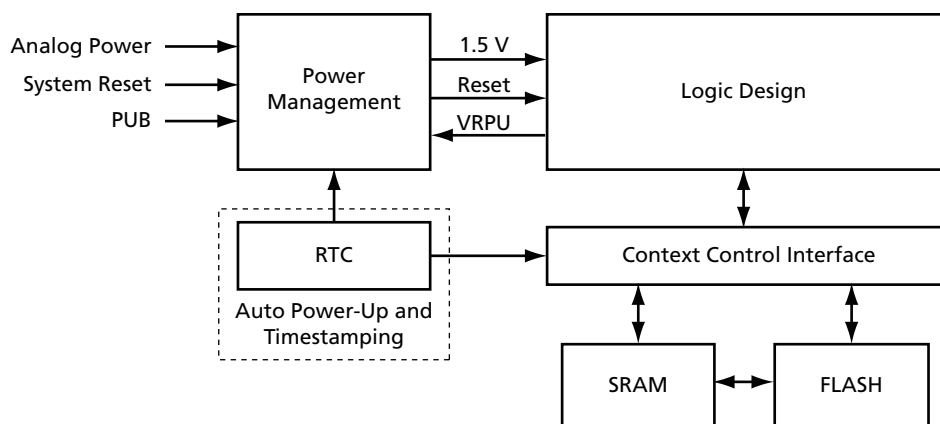 Analog Power
System Reset
PUB
Power
Management
1.5 V
Reset
VRPU
Logic Design
RTC
Auto Power-Up and
Timestamping
Context Control Interface
SRAM
FLASH